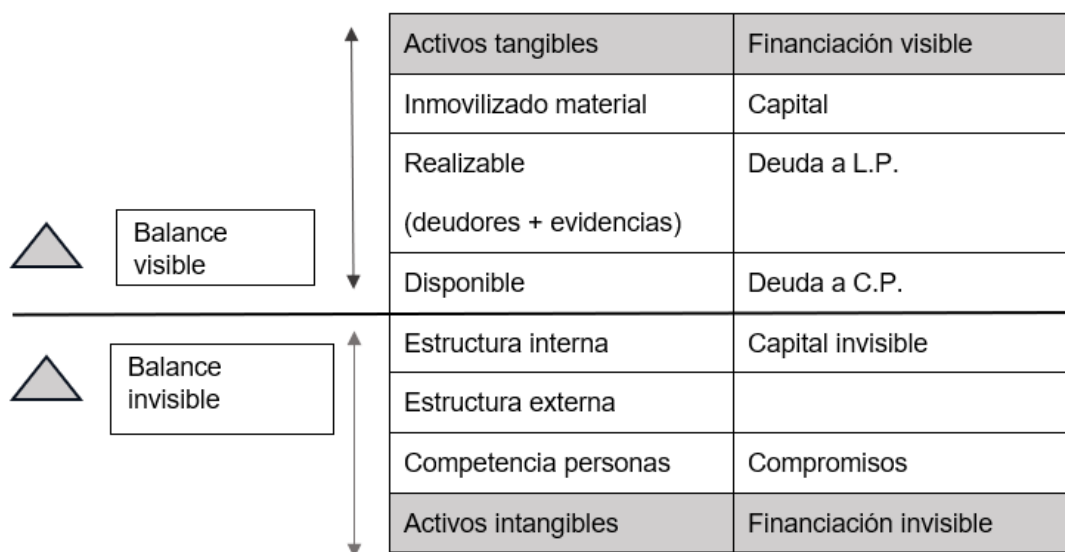 Activos tangibles Financiación visible
Inmovilizado material Capital
Realizable Deuda a L.P.
(deudores + evidencias)
Balance
visible
Disponible Deuda a C.P.
Estructura interna Capital invisible
Balance
invisible
Estructura externa
Competencia personas Compromisos
Activos intangibles Financiación invisible